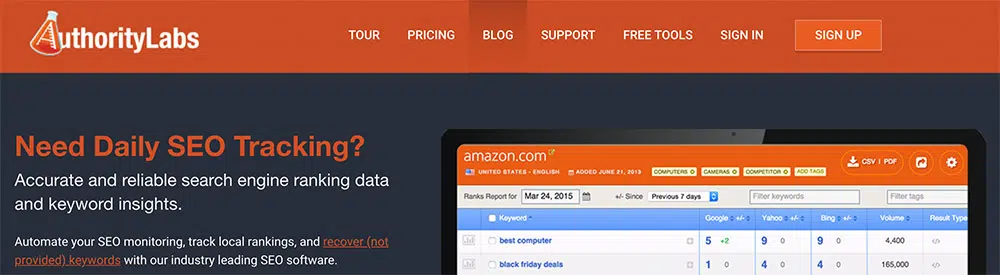 AuthorityLabs
TOUR PRICING BLOG SUPPORT FREE TOOLS SIGN IN SIGN UP
Need Daily SEO Tracking?
Accurate and reliable search engine ranking data
and keyword insights.
Automate your SEO monitoring, track local rankings, and recover (not
provided) keywords with our industry leading SEO software.
amazon.com
CSV | PDF
UNITED STATES - ENGLISH ADDED JUNE 21, 2013 COMPUTERS CAMERAS COMPETITOR ADD TAGS
Ranks Report for Mar 24, 2015 +/- Since Previous 7 days Filter keywords Filter tags
Keyword Google +/- Yahoo +/- Bing +/- Volume Result Type
best computer 5 +2 9 0 9 0 4,400 </>
black friday deals 1 0 4 0 4 0 165,000 </>